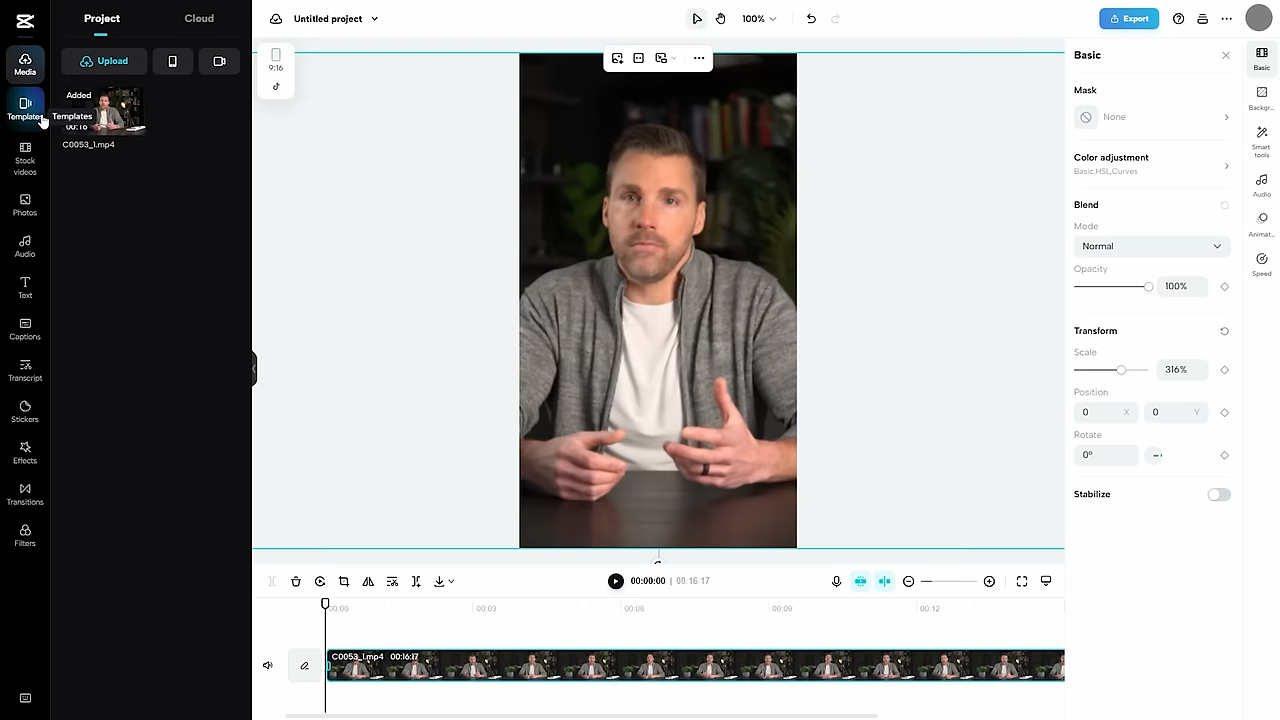 Project
Cloud
Untitled project
100%
Export
Media
Upload
Templates
Templates
Added
00:16
C0053_1.mp4
Stock
videos
Photos
Audio
Text
Captions
Transcript
Stickers
Effects
Transitions
Filters
9:16
Basic
Mask
None
Color adjustment
Basic,HSL,Curves
Blend
Mode
Normal
Opacity
100%
Transform
Scale
316%
Position
0 X 0 Y
Rotate
0°
Stabilize
Basic
Backgr...
Smart
tools
Audio
Animat...
Speed
00:00:00 | 00:16:17
00:00 00:03 00:06 00:09 00:12
C0053_1.mp4 00:16:17